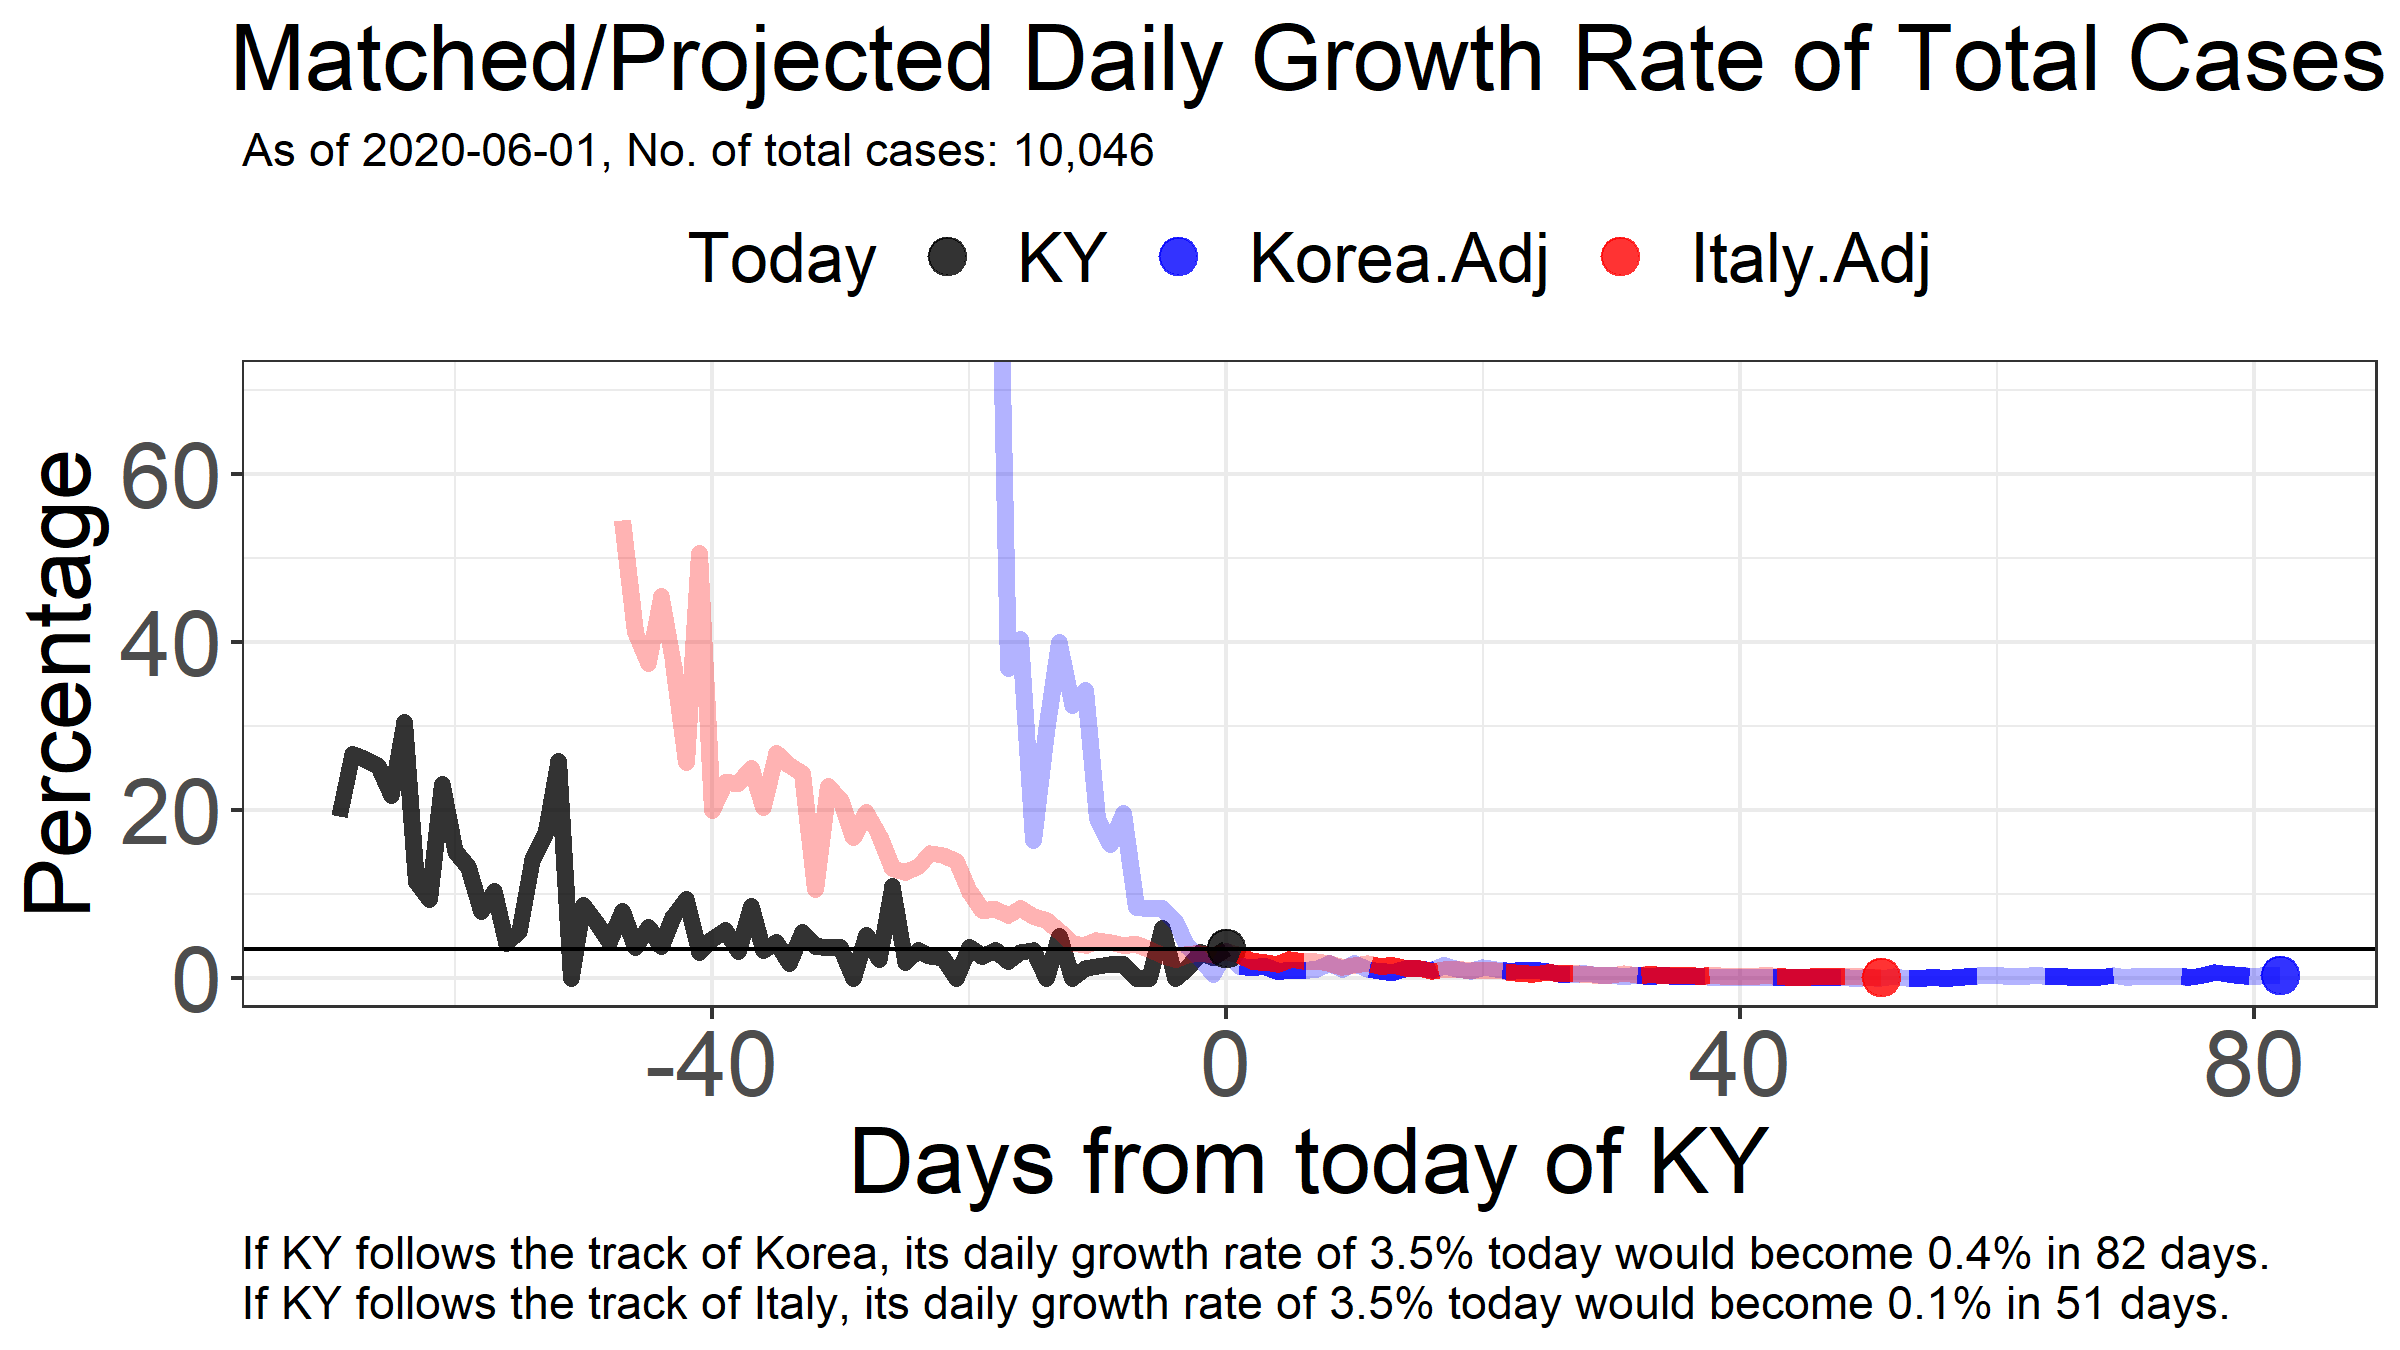 Matched/Projected Daily Growth Rate of Total Cases
As of 2020-06-01, No. of total cases: 10,046
Today KY Korea.Adj Italy.Adj
Percentage
60
40
20
0
-40 0 40 80
Days from today of KY
If KY follows the track of Korea, its daily growth rate of 3.5% today would become 0.4% in 82 days.
If KY follows the track of Italy, its daily growth rate of 3.5% today would become 0.1% in 51 days.